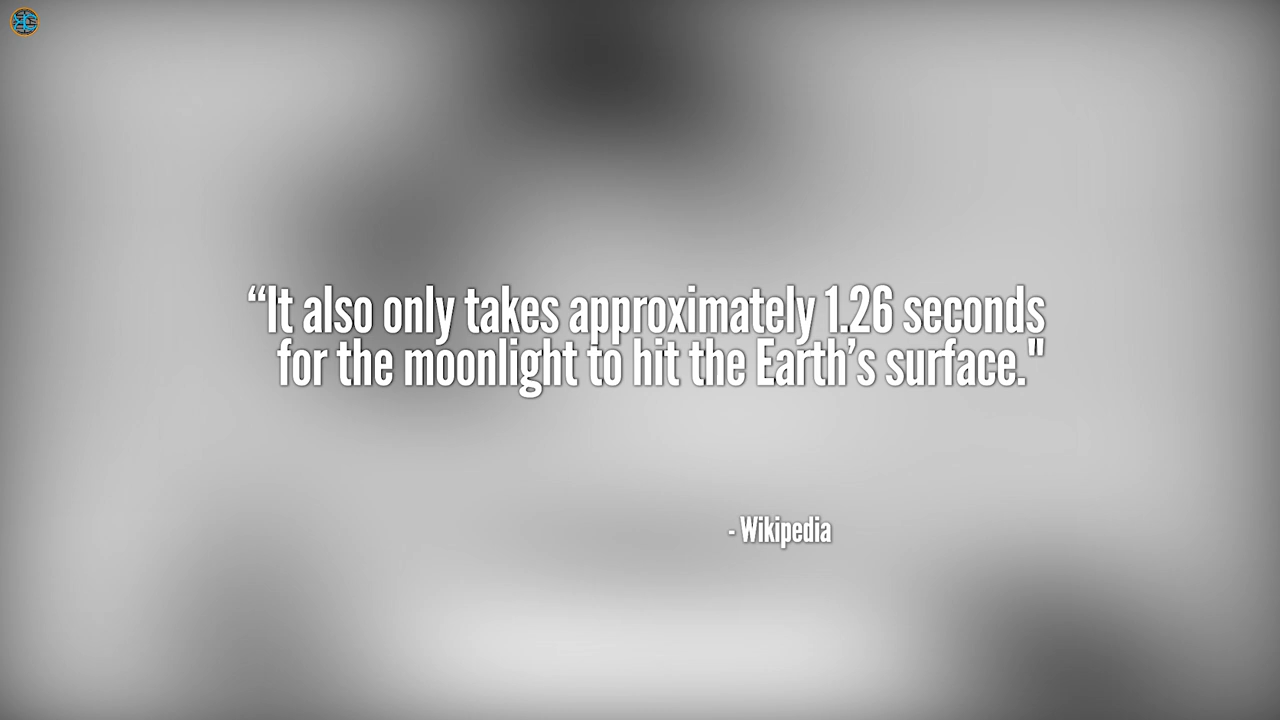 “It also only takes approximately 1.26 seconds
for the moonlight to hit the Earth’s surface."
- Wikipedia